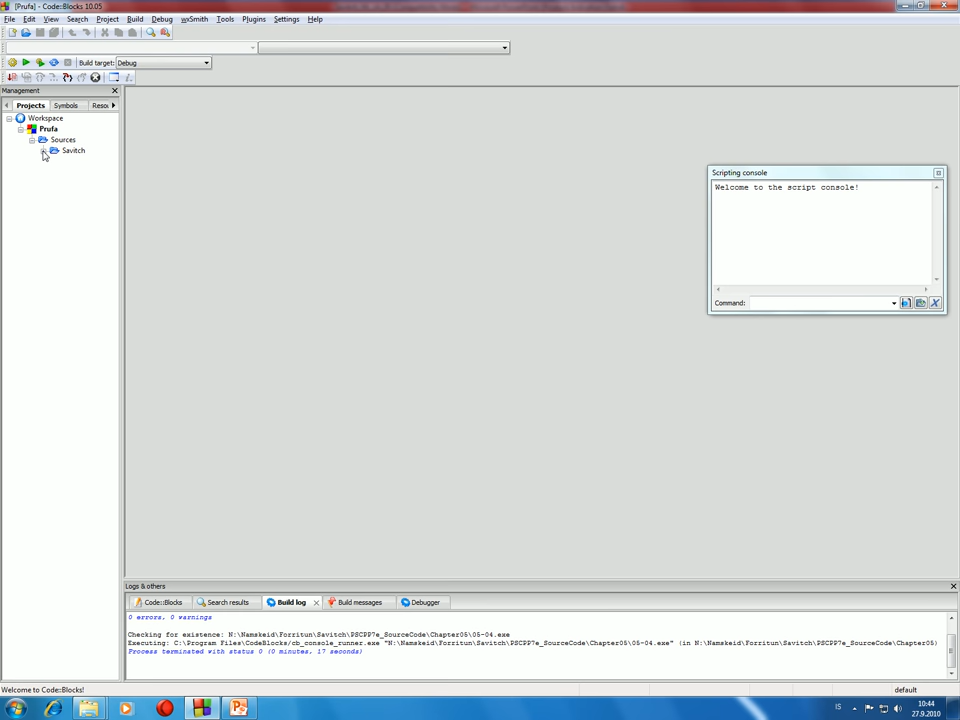 [Prufa] - Code::Blocks 10.05
File Edit View Search Project Build Debug wxSmith Tools Plugins Settings Help
Build target: Debug
Management
Projects Symbols Resou
Workspace
Prufa
Sources
Savitch
Scripting console
Welcome to the script console!
Command:
Logs & others
Code::Blocks Search results Build log Build messages Debugger
0 errors, 0 warnings
Checking for existence: N:\Namskeid\Forritun\Savitch\PSCPP7e_SourceCode\Chapter05\05-04.exe
Executing: C:\Program Files\CodeBlocks/cb_console_runner.exe "N:\Namskeid\Forritun\Savitch\PSCPP7e_SourceCode\Chapter05\05-04.exe" (in N:\Namskeid\Forritun\Savitch\PSCPP7e_SourceCode\Chapter05)
Process terminated with status 0 (0 minutes, 17 seconds)
Welcome to Code::Blocks!
default
IS
10:44
27.9.2010